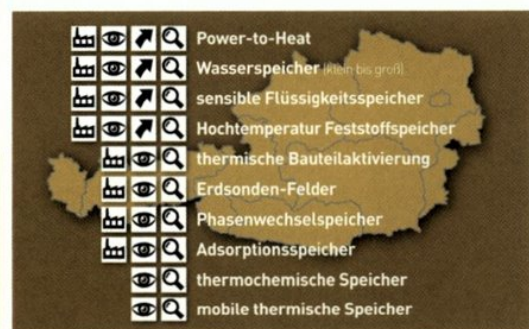 Power-to-Heat
Wasserspeicher (klein bis groß)
sensible Flüssigkeitsspeicher
Hochtemperatur Feststoffspeicher
thermische Bauteilaktivierung
Erdsonden-Felder
Phasenwechselspeicher
Adsorptionsspeicher
thermochemische Speicher
mobile thermische Speicher